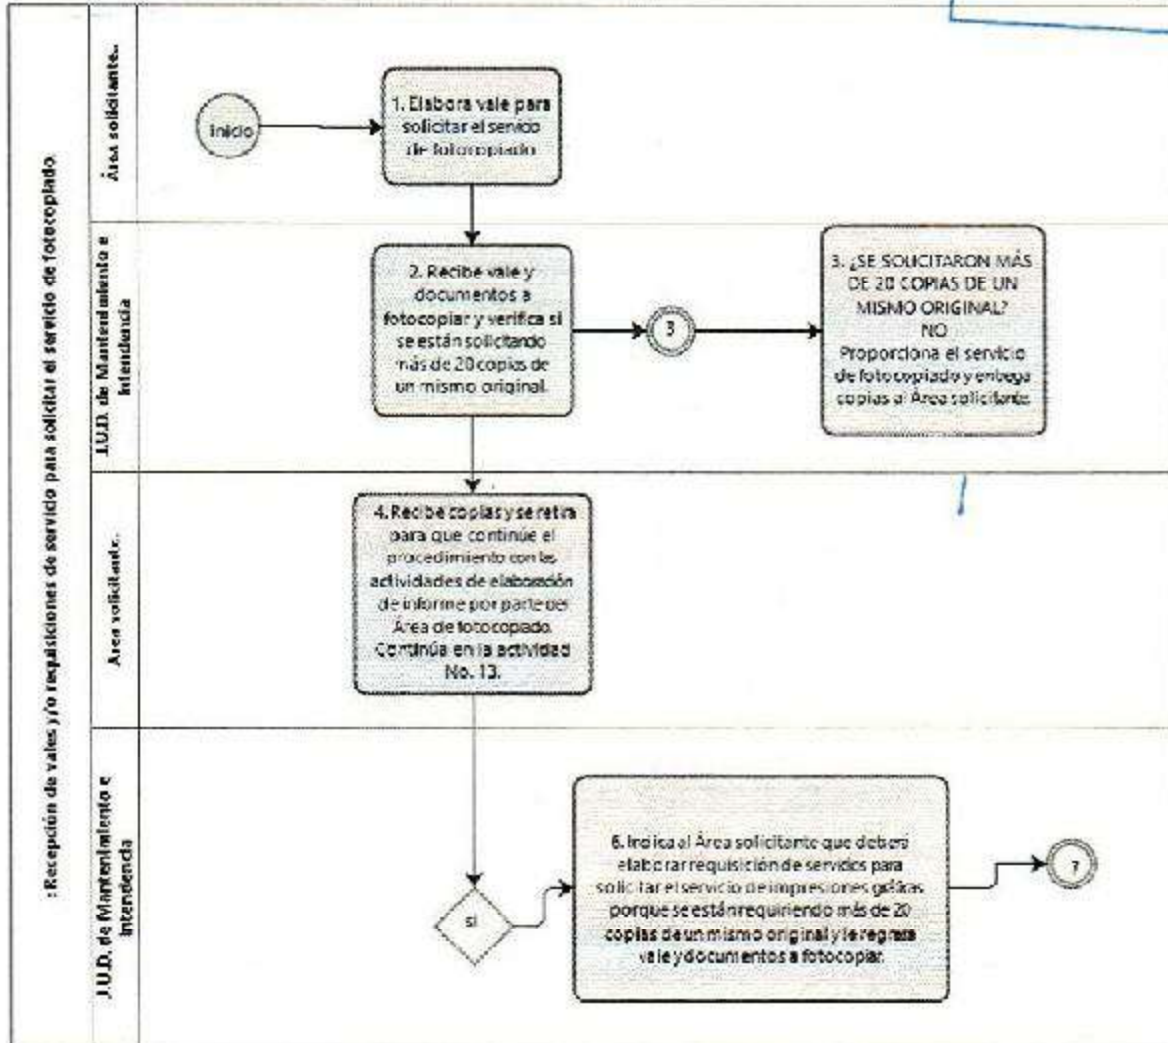 : Recepción de vales y/o requisiciones de servicio para solicitar el servicio de fotocopiado.
Área solicitante.
inicio
1. Elabora vale para
solicitar el servicio
de fotocopiado
J.U.D. de Mantenimiento e
Intendencia
2. Recibe vale y
documentos a
fotocopiar y verifica si
se están solicitando
más de 20 copias de
un mismo original.
3
3. ¿SE SOLICITARON MÁS
DE 20 COPIAS DE UN
MISMO ORIGINAL?
NO
Proporciona el servicio
de fotocopiado y entrega
copias al Área solicitante.
Área solicitante.
4. Recibe copias y se retira
para que continúe el
procedimiento con las
actividades de elaboración
de informe por parte del
Área de fotocopiado.
Continúa en la actividad
No. 13.
J.U.D. de Mantenimiento e
Intendencia
SI
6. Indica al Área solicitante que deberá
elaborar requisición de servicios para
solicitar el servicio de impresiones gráficas
porque se están requiriendo más de 20
copias de un mismo original y le regresa
vale y documentos a fotocopiar.
7